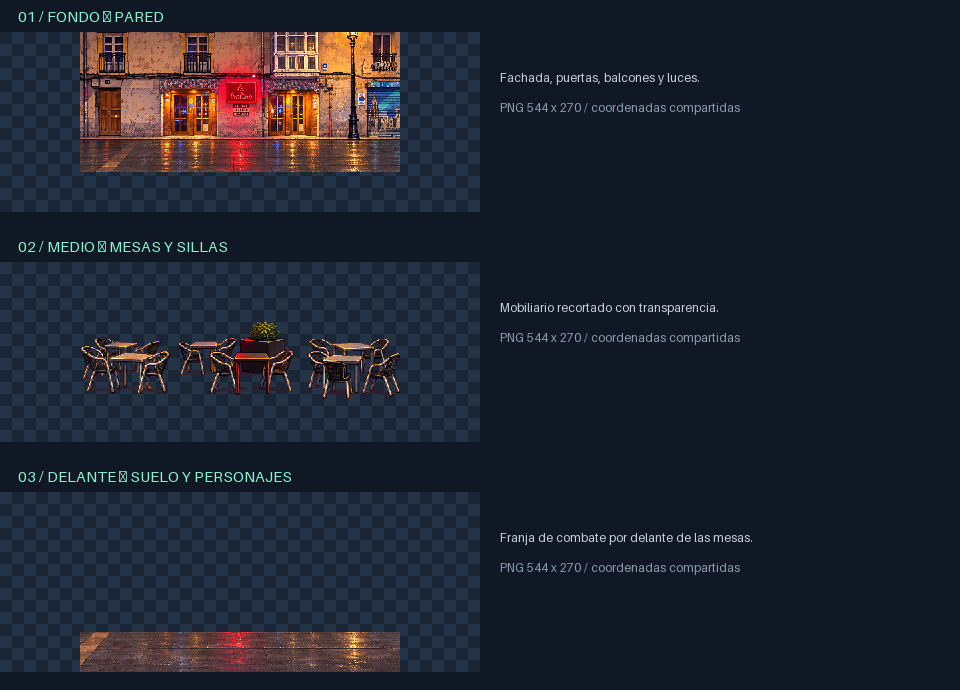 01 / FONDO PARED
Fachada, puertas, balcones y luces.
PNG 544 x 270 / coordenadas compartidas
02 / MEDIO MESAS Y SILLAS
Mobiliario recortado con transparencia.
PNG 544 x 270 / coordenadas compartidas
03 / DELANTE SUELO Y PERSONAJES
Franja de combate por delante de las mesas.
PNG 544 x 270 / coordenadas compartidas